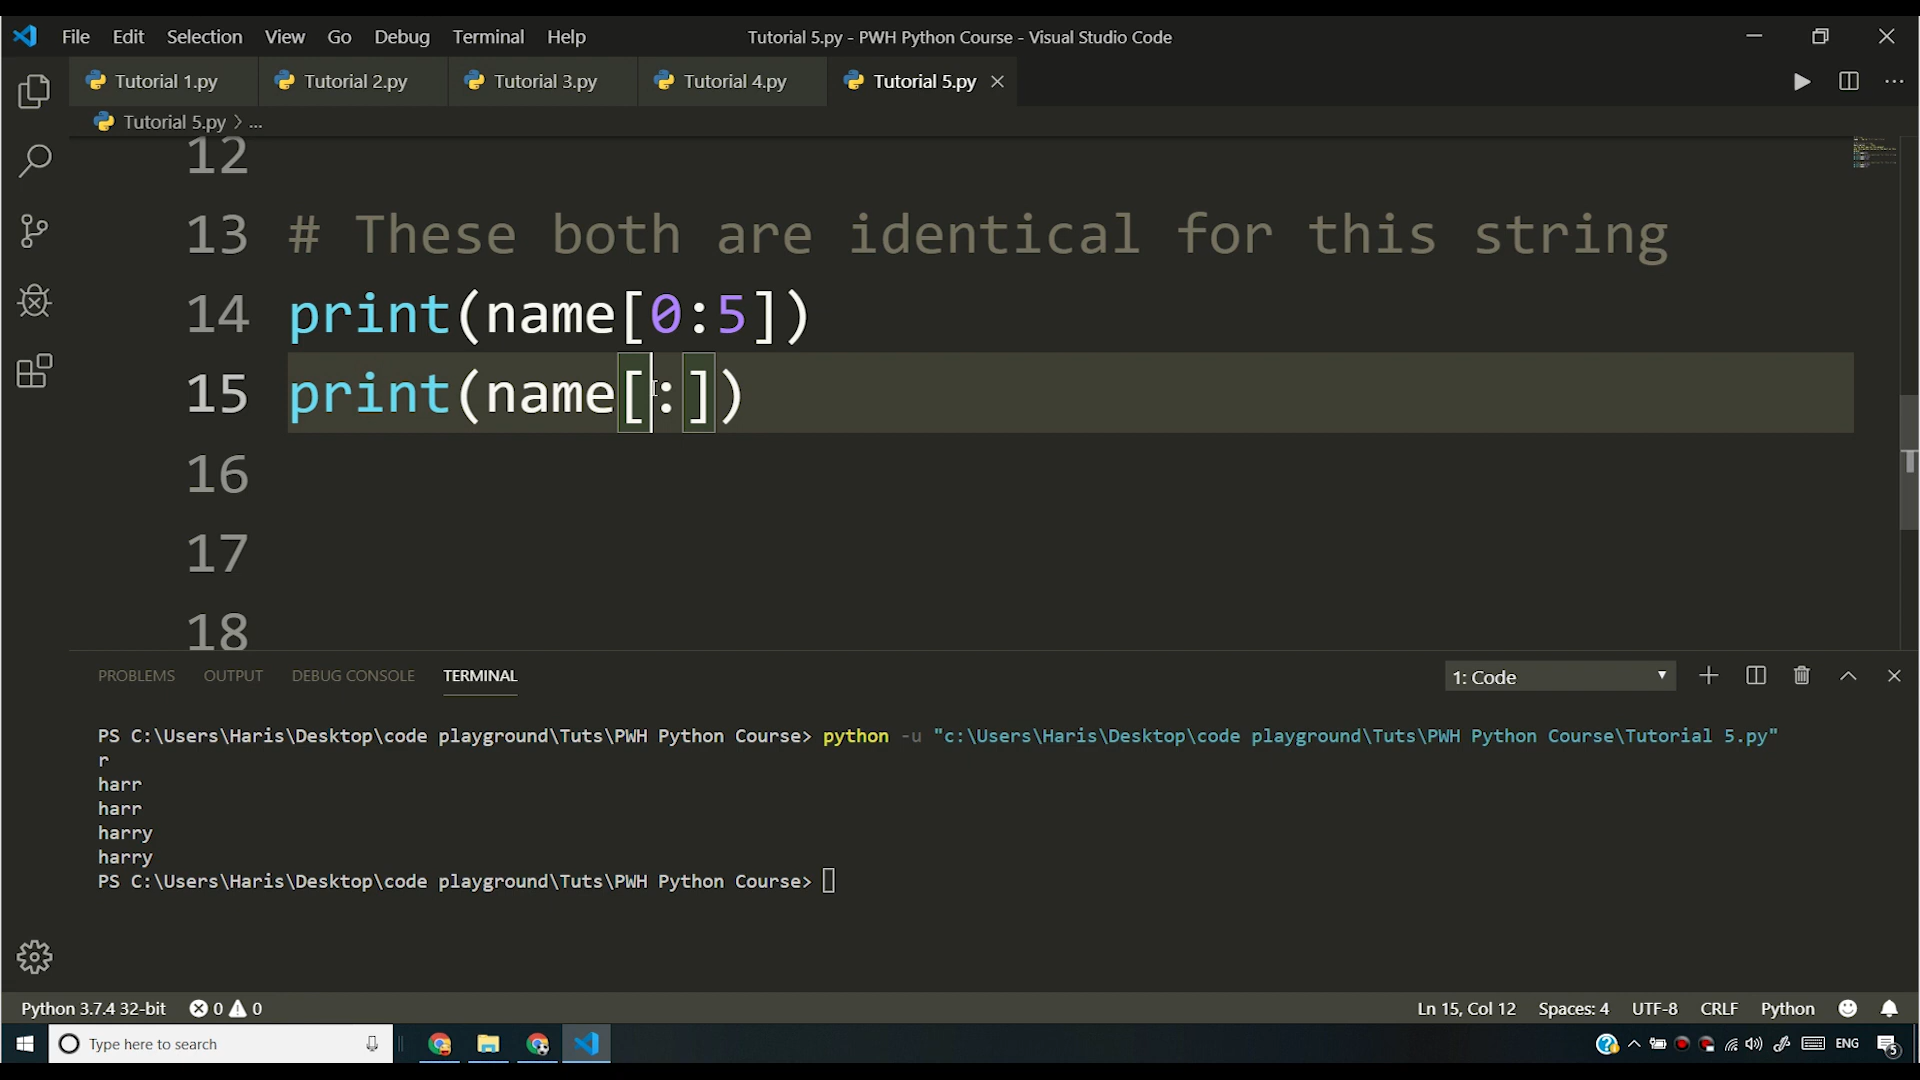 File Edit Selection View Go Debug Terminal Help Tutorial 5.py - PWH Python Course - Visual Studio Code
Tutorial 1.py Tutorial 2.py Tutorial 3.py Tutorial 4.py Tutorial 5.py
Tutorial 5.py > ...
12
13 # These both are identical for this string
14 print(name[0:5])
15 print(name[:])
16
17
18
PROBLEMS OUTPUT DEBUG CONSOLE TERMINAL 1: Code
PS C:\Users\Haris\Desktop\code playground\Tuts\PWH Python Course> python -u "c:\Users\Haris\Desktop\code playground\Tuts\PWH Python Course\Tutorial 5.py"
r
harr
harr
harry
harry
PS C:\Users\Haris\Desktop\code playground\Tuts\PWH Python Course>
Python 3.7.4 32-bit 0 0 Ln 15, Col 12 Spaces: 4 UTF-8 CRLF Python
Type here to search ENG 5